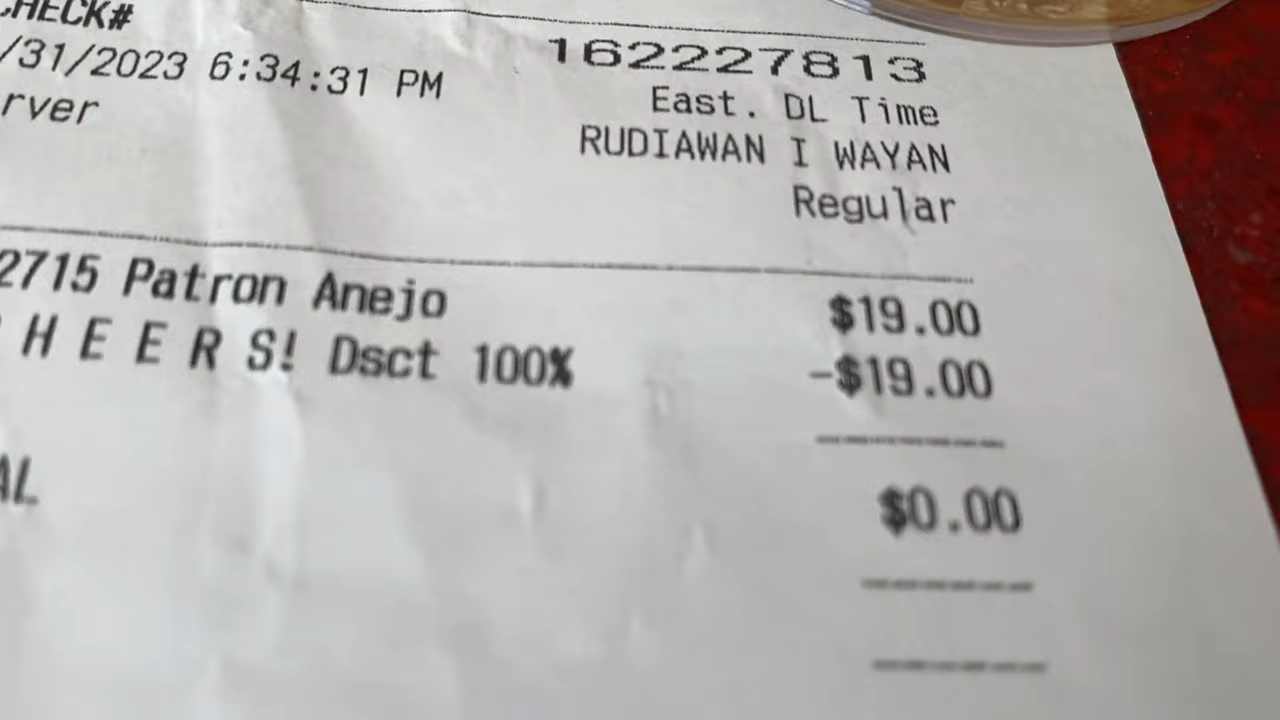 CHECK# 162227813
/31/2023 6:34:31 PM East. DL Time
rver RUDIAWAN I WAYAN
Regular
2715 Patron Anejo $19.00
H E E R S! Dsct 100% -$19.00
AL $0.00